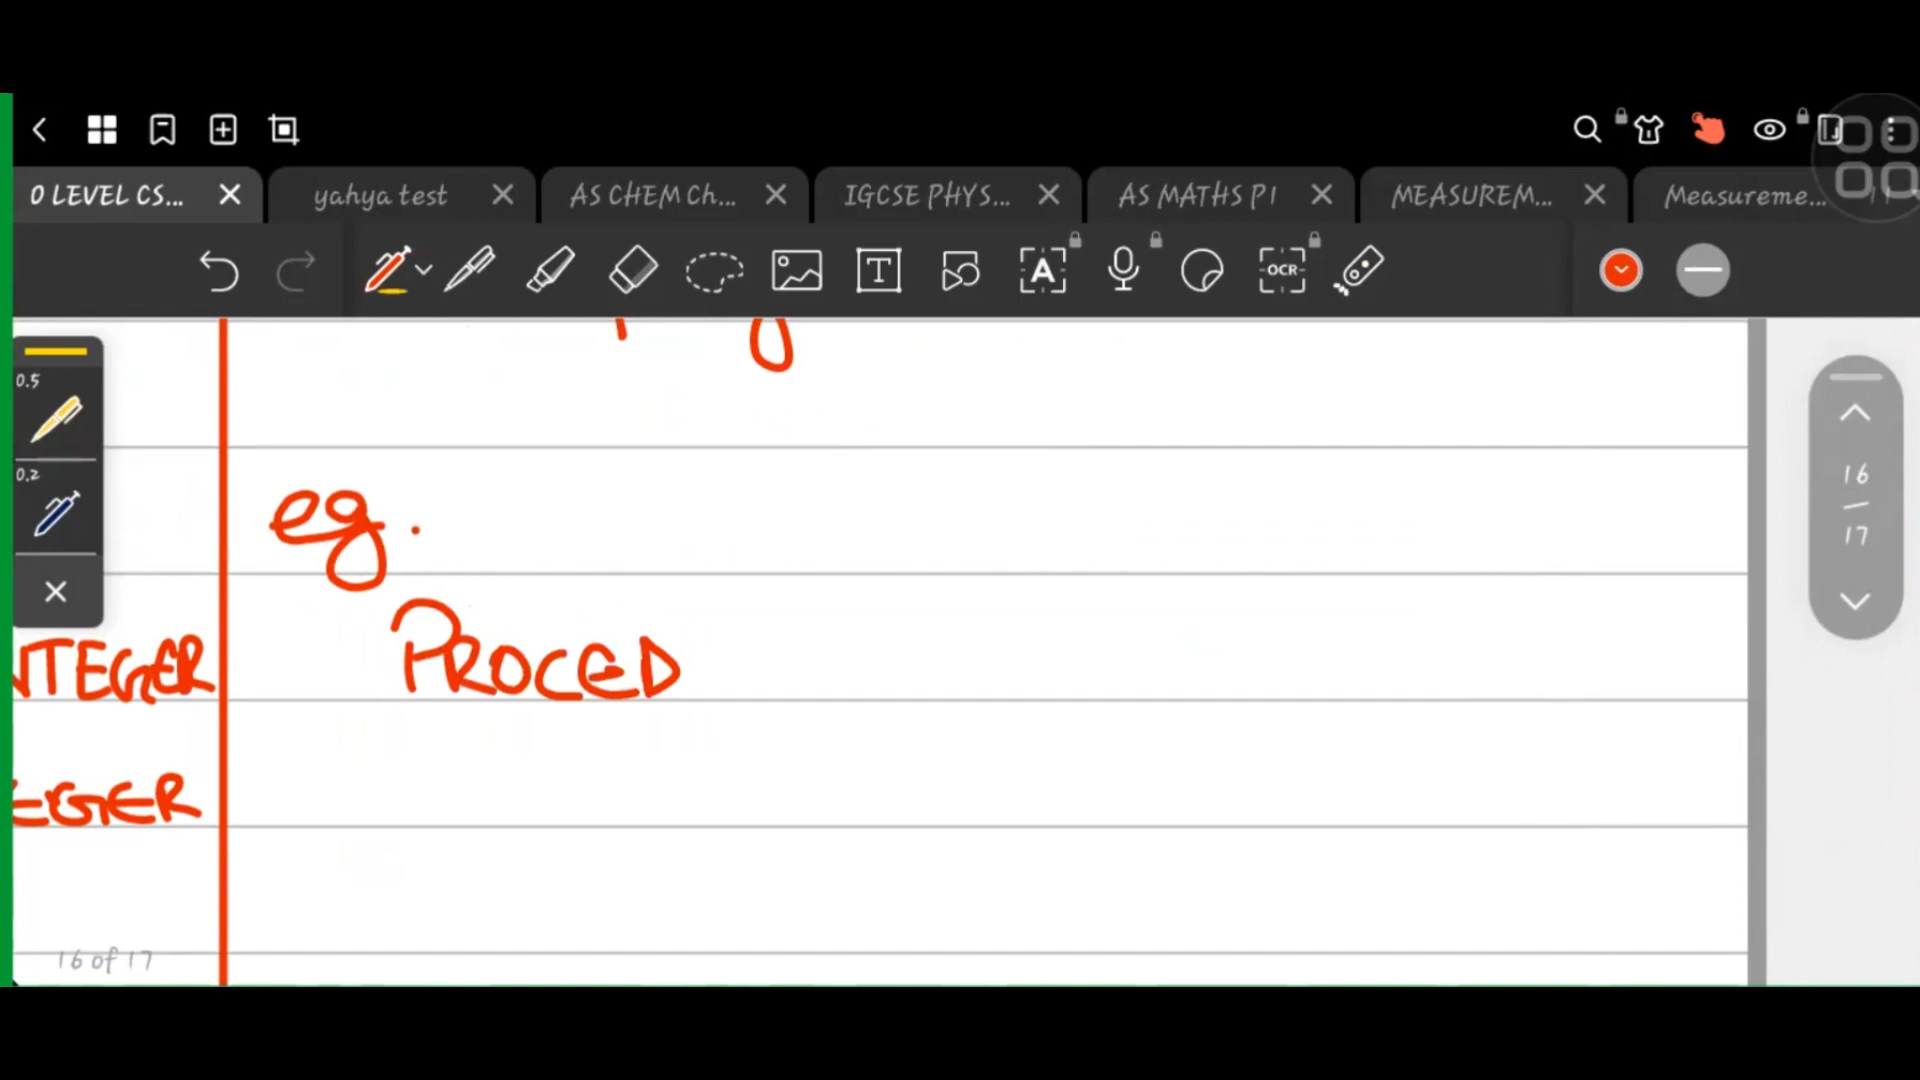 0 LEVEL CS... yahya test AS CHEM Ch... IGCSE PHYS... AS MATHS P1 MEASUREM... Measureme...
T A OCR
0.5
0.2
16
17
eg.
PROCED
NTEGER
EGER
16 of 17